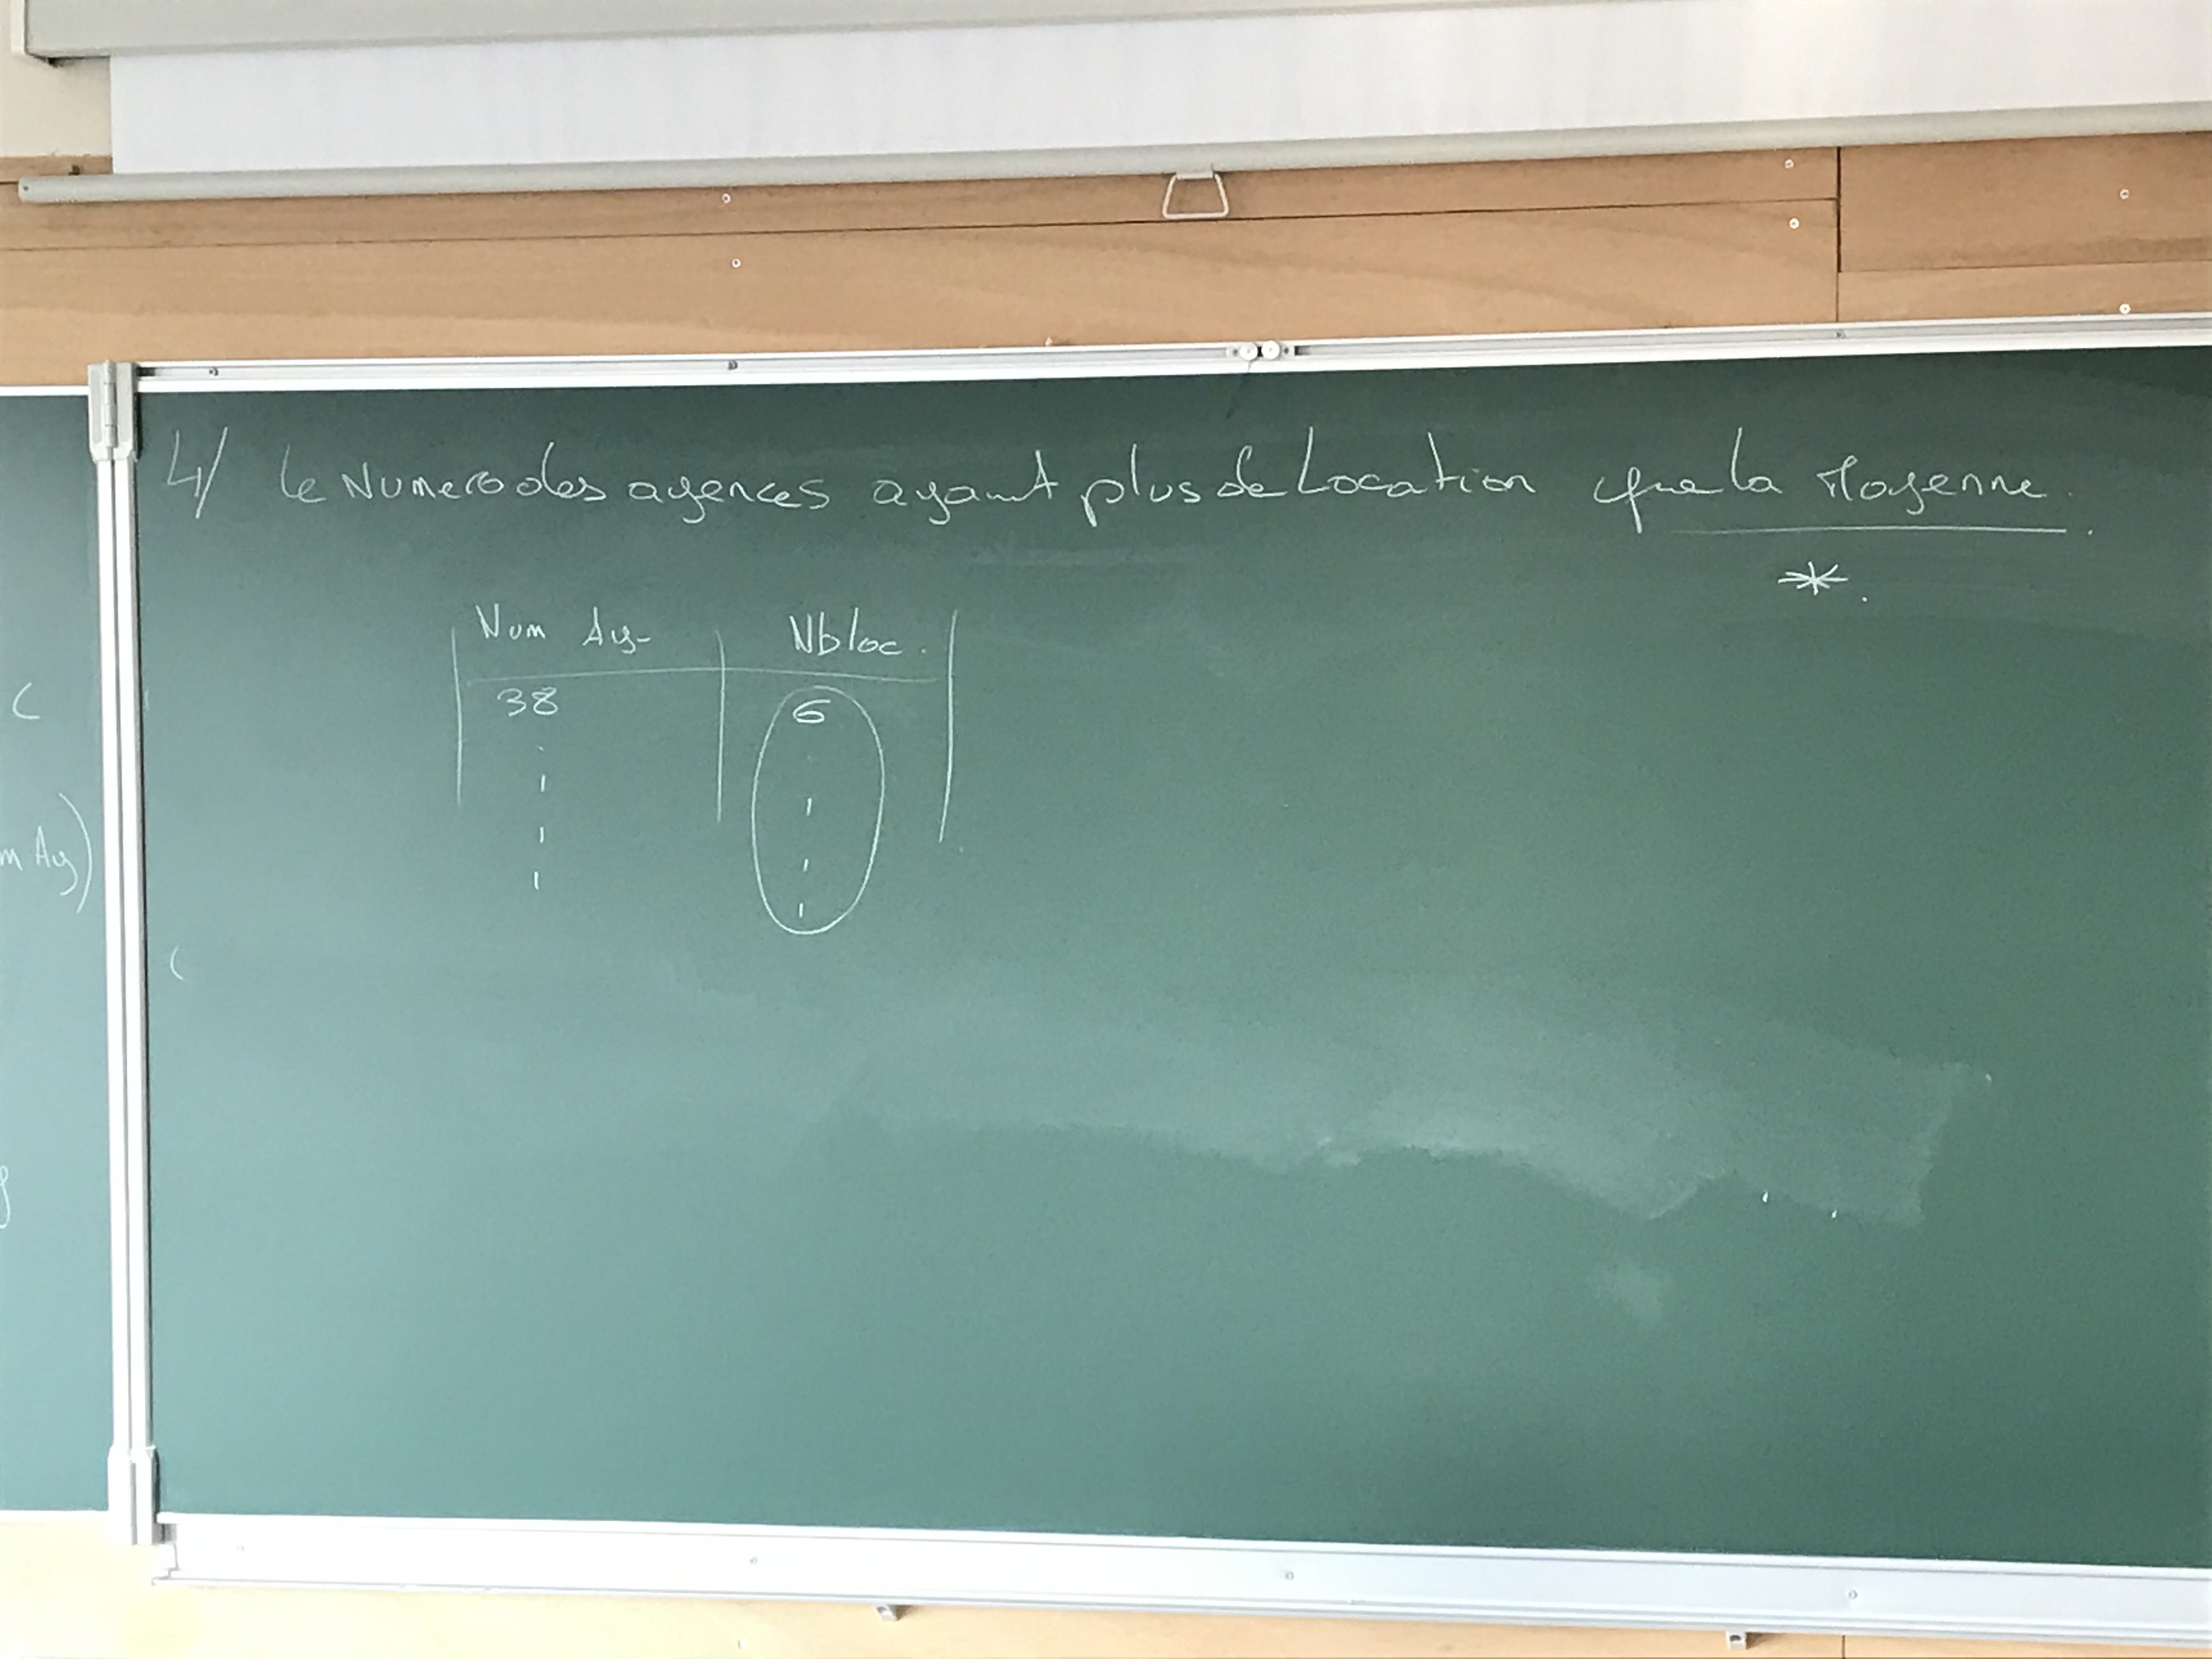 4/ le Numero des agences ayant plus de Location que la Moyenne.
*.
Num Ag- Nbloc.
38 6
C
m Ag)
(